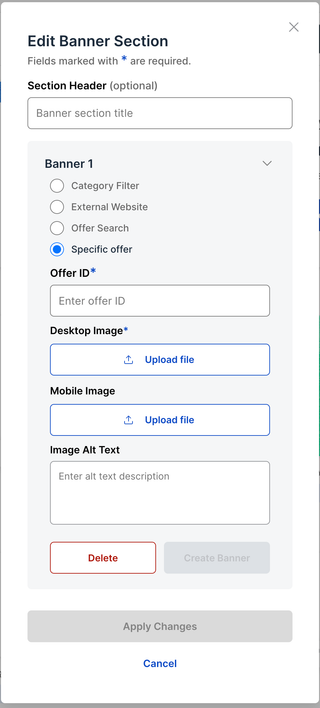 Edit Banner Section
Fields marked with * are required.
Section Header (optional)
Banner section title
Banner 1
Category Filter
External Website
Offer Search
Specific offer
Offer ID*
Enter offer ID
Desktop Image*
Upload file
Mobile Image
Upload file
Image Alt Text
Enter alt text description
Delete Create Banner
Apply Changes
Cancel